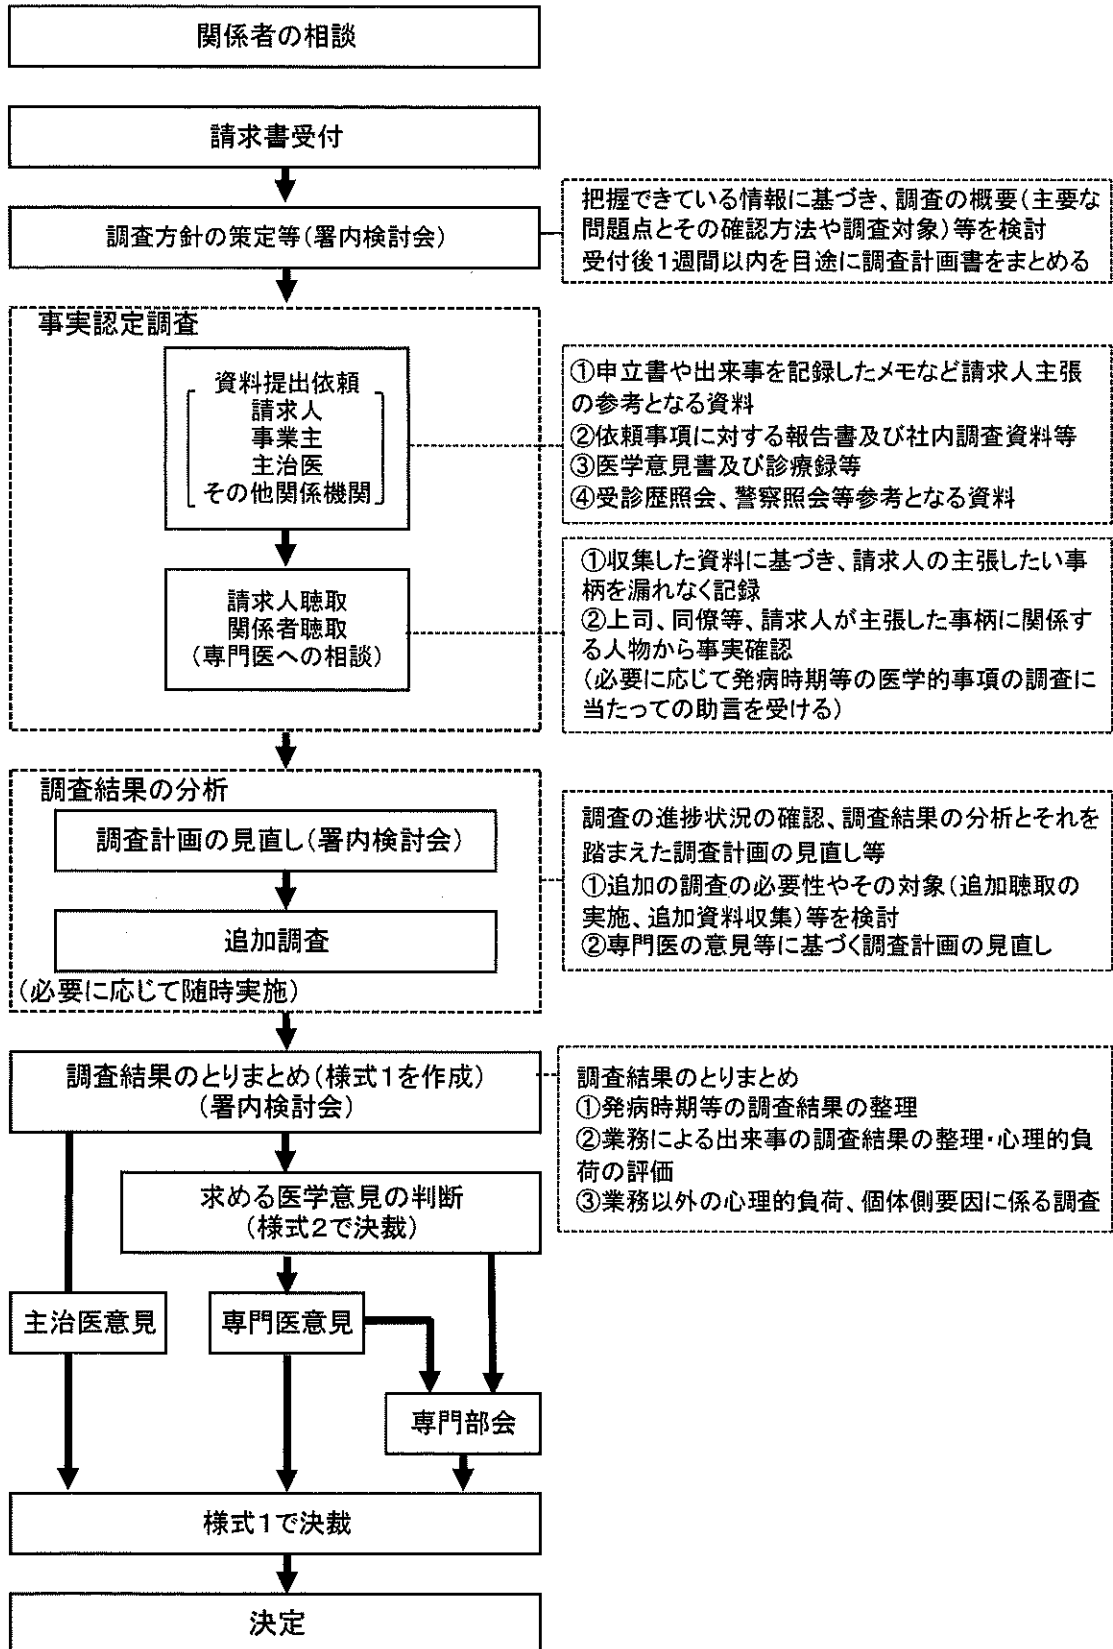 関係者の相談
請求書受付
調査方針の策定等(署内検討会)
把握できている情報に基づき、調査の概要(主要な
問題点とその確認方法や調査対象)等を検討
受付後1週間以内を目途に調査計画書をまとめる
事実認定調査
資料提出依頼
請求人
事業主
主治医
その他関係機関
①申立書や出来事を記録したメモなど請求人主張
の参考となる資料
②依頼事項に対する報告書及び社内調査資料等
③医学意見書及び診療録等
④受診歴照会、警察照会等参考となる資料
請求人聴取
関係者聴取
(専門医への相談)
①収集した資料に基づき、請求人の主張したい事
柄を漏れなく記録
②上司、同僚等、請求人が主張した事柄に関係す
る人物から事実確認
(必要に応じて発病時期等の医学的事項の調査に
当たっての助言を受ける)
調査結果の分析
調査計画の見直し(署内検討会)
追加調査
(必要に応じて随時実施)
調査の進捗状況の確認、調査結果の分析とそれを
踏まえた調査計画の見直し等
①追加の調査の必要性やその対象(追加聴取の
実施、追加資料収集)等を検討
②専門医の意見等に基づく調査計画の見直し
調査結果のとりまとめ(様式1を作成)
(署内検討会)
調査結果のとりまとめ
①発病時期等の調査結果の整理
②業務による出来事の調査結果の整理・心理的負
荷の評価
③業務以外の心理的負荷、個体側要因に係る調査
求める医学意見の判断
(様式2で決裁)
主治医意見
専門医意見
専門部会
様式1で決裁
決定